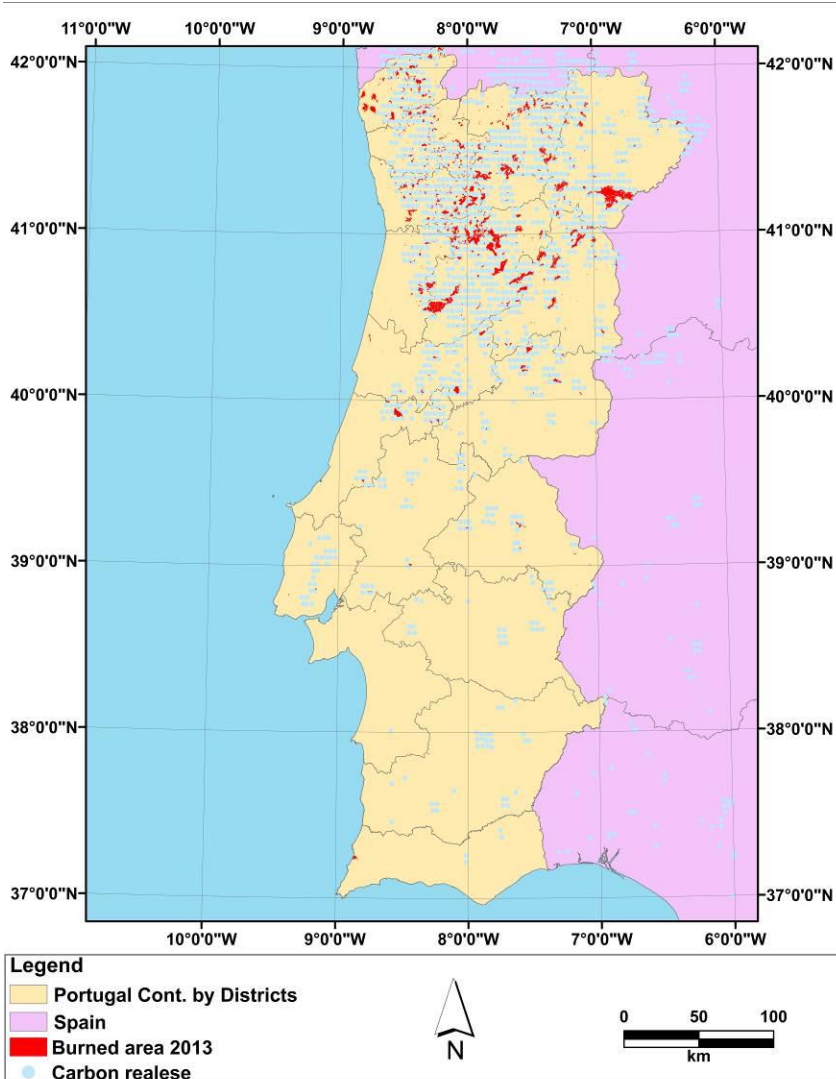 11°0'0"W 10°0'0"W 9°0'0"W 8°0'0"W 7°0'0"W 6°0'0"W
42°0'0"N 42°0'0"N
41°0'0"N 41°0'0"N
40°0'0"N 40°0'0"N
39°0'0"N 39°0'0"N
38°0'0"N 38°0'0"N
37°0'0"N 37°0'0"N
10°0'0"W 9°0'0"W 8°0'0"W 7°0'0"W 6°0'0"W
Legend
Portugal Cont. by Districts
Spain
Burned area 2013
Carbon realese
N
0 50 100
km